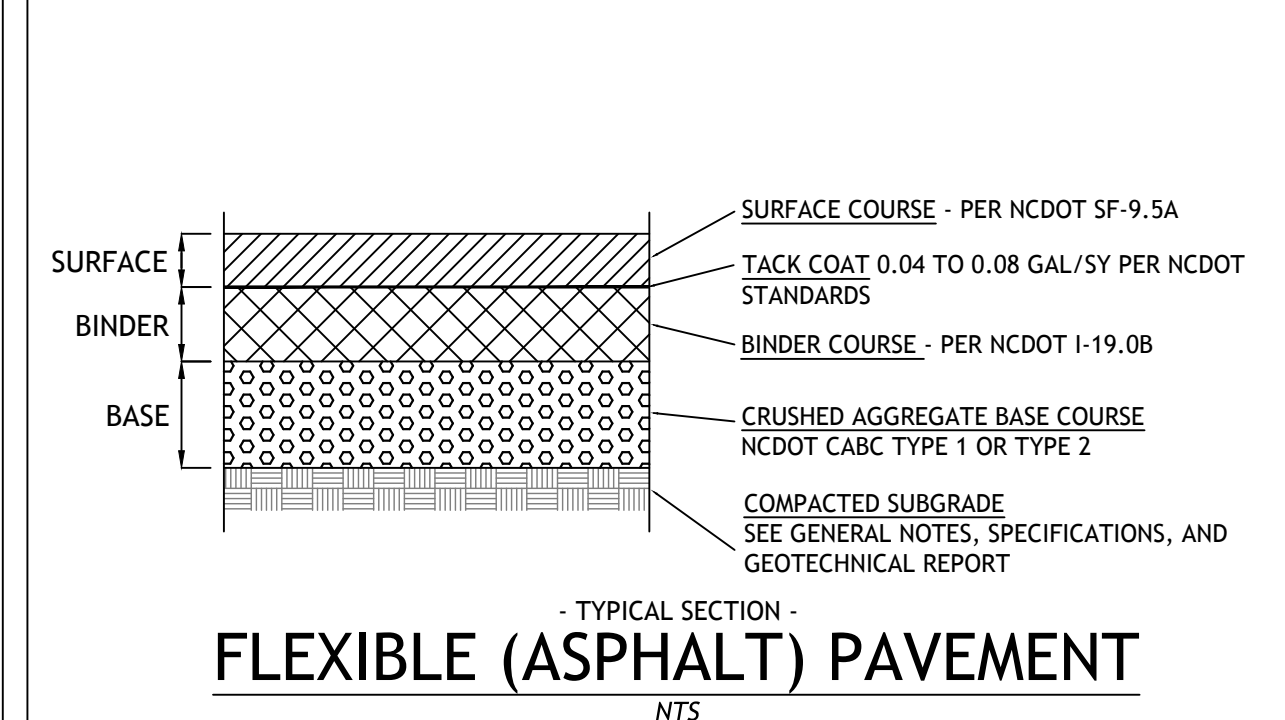 SURFACE
BINDER
BASE
SURFACE COURSE - PER NCDOT SF-9.5A
TACK COAT 0.04 TO 0.08 GAL/SY PER NCDOT
STANDARDS
BINDER COURSE - PER NCDOT I-19.0B
CRUSHED AGGREGATE BASE COURSE
NCDOT CABC TYPE 1 OR TYPE 2
COMPACTED SUBGRADE
SEE GENERAL NOTES, SPECIFICATIONS, AND
GEOTECHNICAL REPORT
- TYPICAL SECTION -
FLEXIBLE (ASPHALT) PAVEMENT
NTS